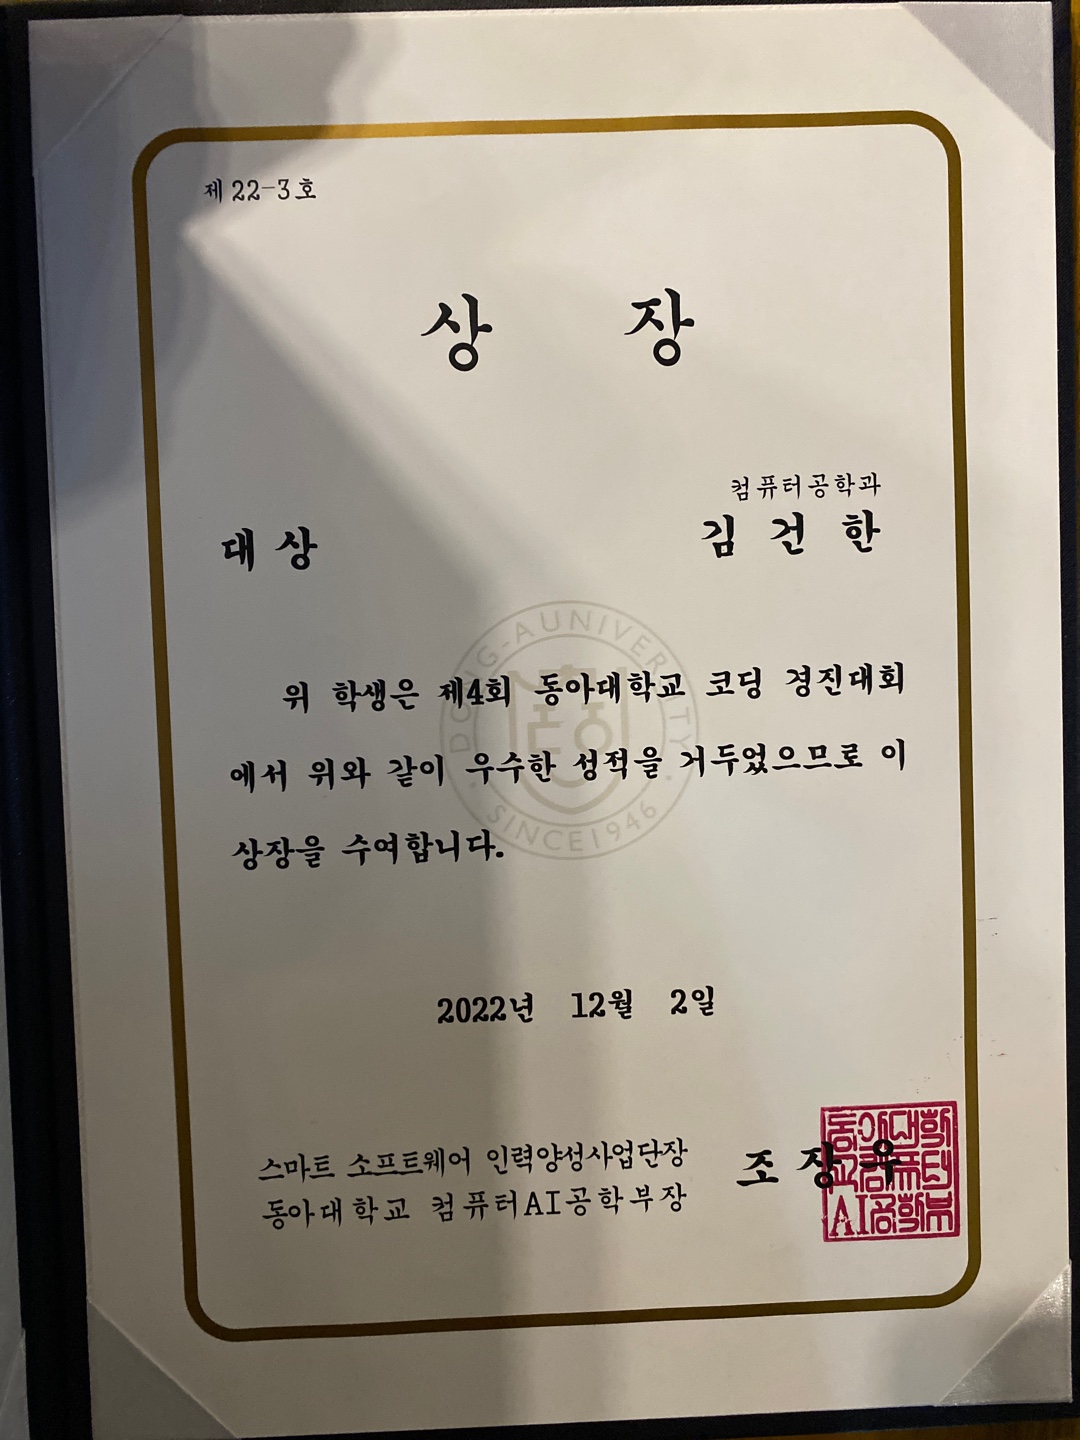 제 22-3 호
상 장
컴퓨터공학과
대 상 김 건 한
DONG-A UNIVERSITY
위 학생은 제4회 동아대학교 코딩 경진대회
에서 위와 같이 우수한 성적을 거두었으므로 이
상장을 수여합니다.
SINCE1946
2022년 12월 2일
스마트 소프트웨어 인력양성사업단장
동아대학교 컴퓨터AI공학부장
조 장 우
동아대학
교컴퓨터
AI공학부